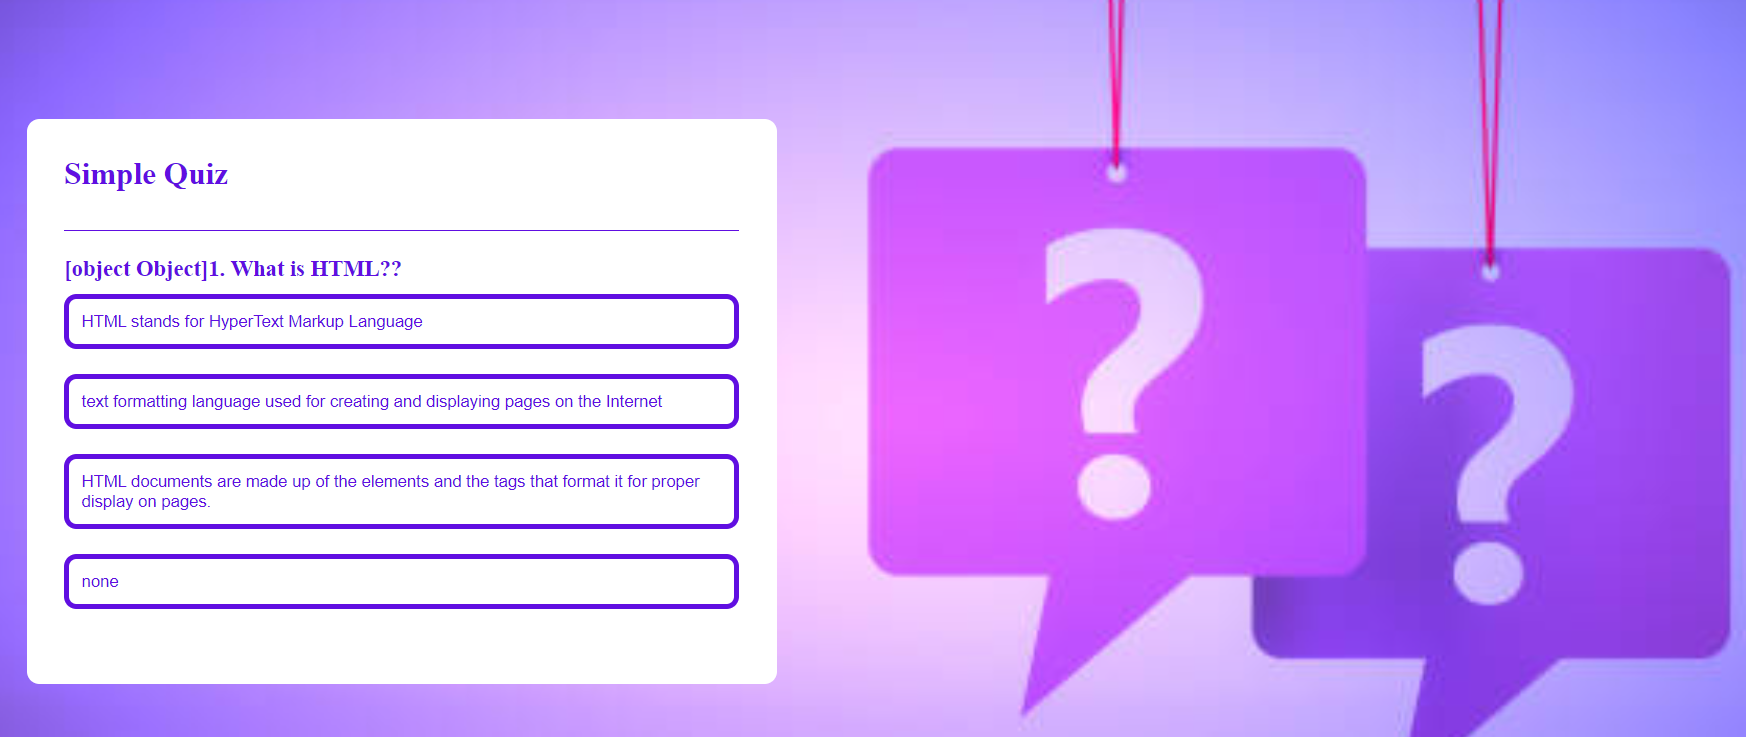 Simple Quiz
[object Object]1. What is HTML??
HTML stands for HyperText Markup Language
text formatting language used for creating and displaying pages on the Internet
HTML documents are made up of the elements and the tags that format it for proper
display on pages.
none
?
?